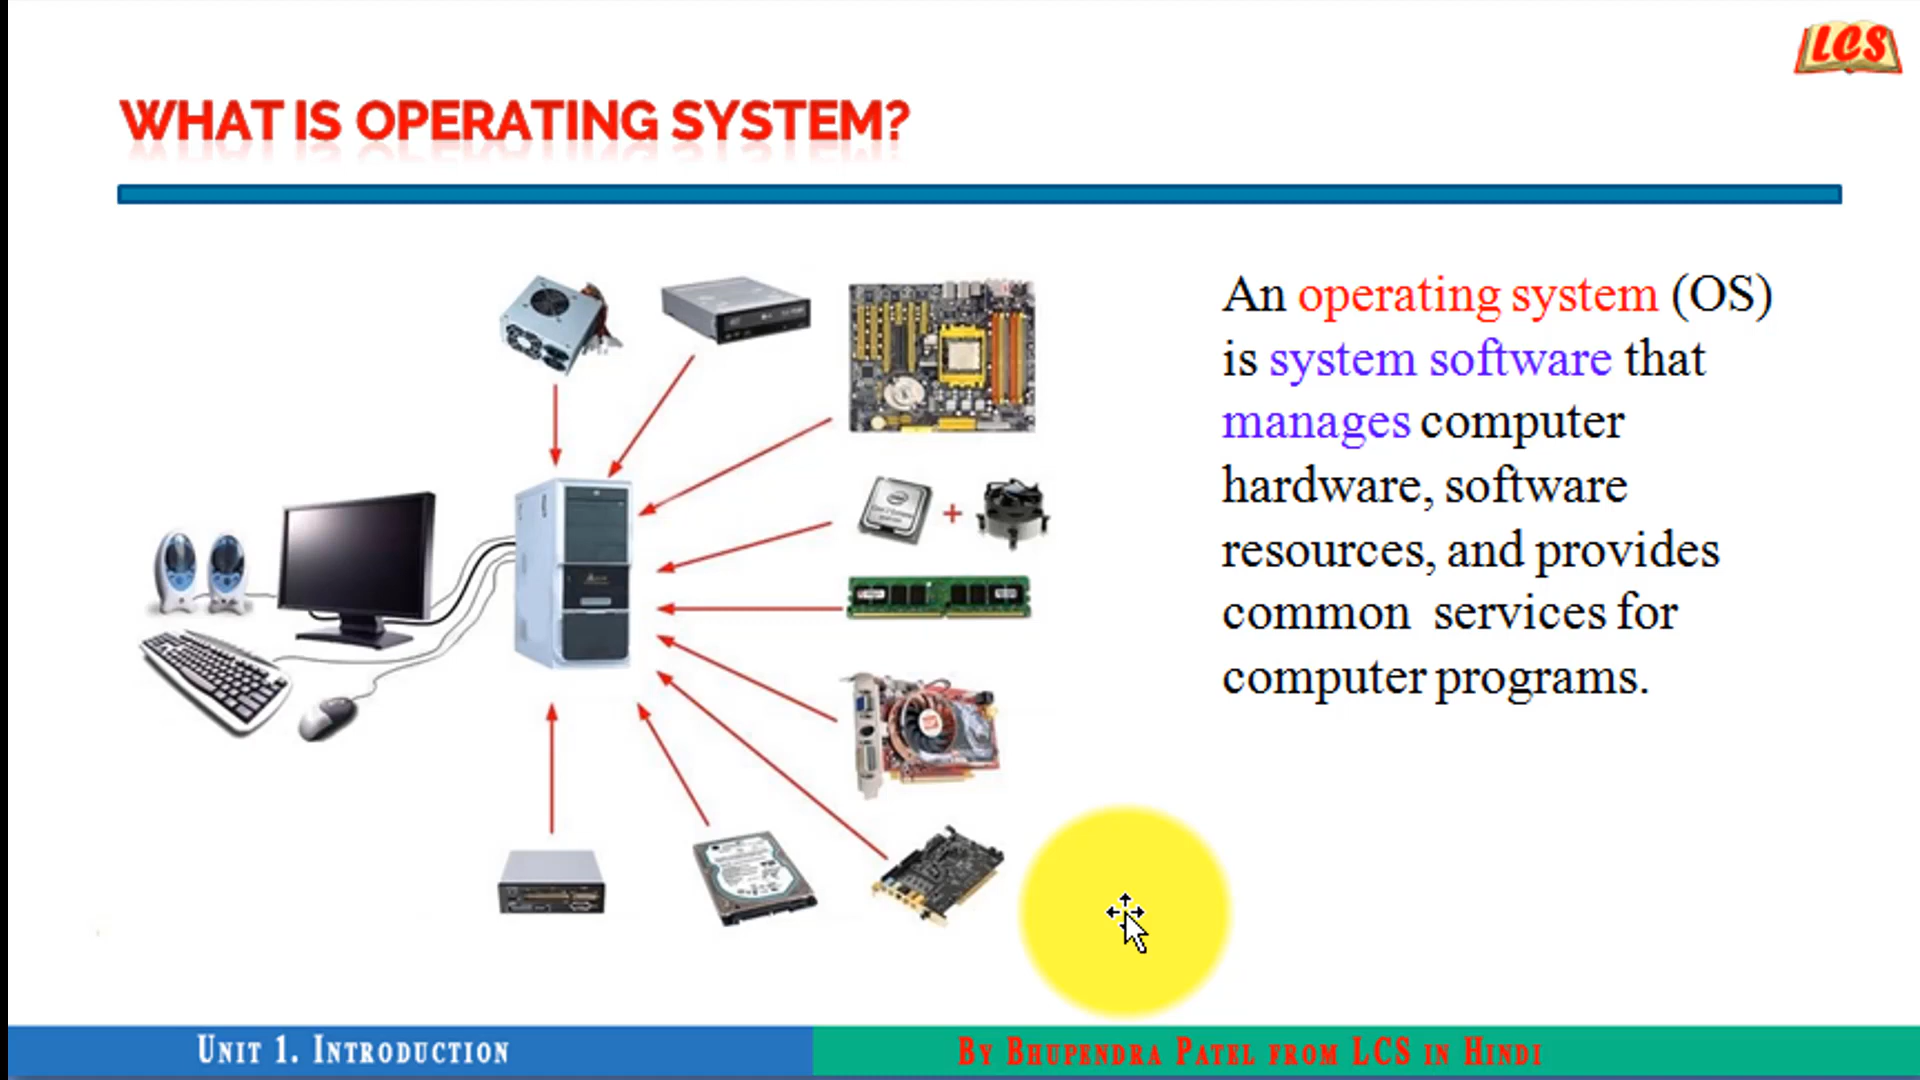 LCS
WHAT IS OPERATING SYSTEM?
An operating system (OS)
is system software that
manages computer
hardware, software
resources, and provides
common services for
computer programs.
+
UNIT 1. INTRODUCTION
BY BHUPENDRA PATEL FROM LCS IN HINDI